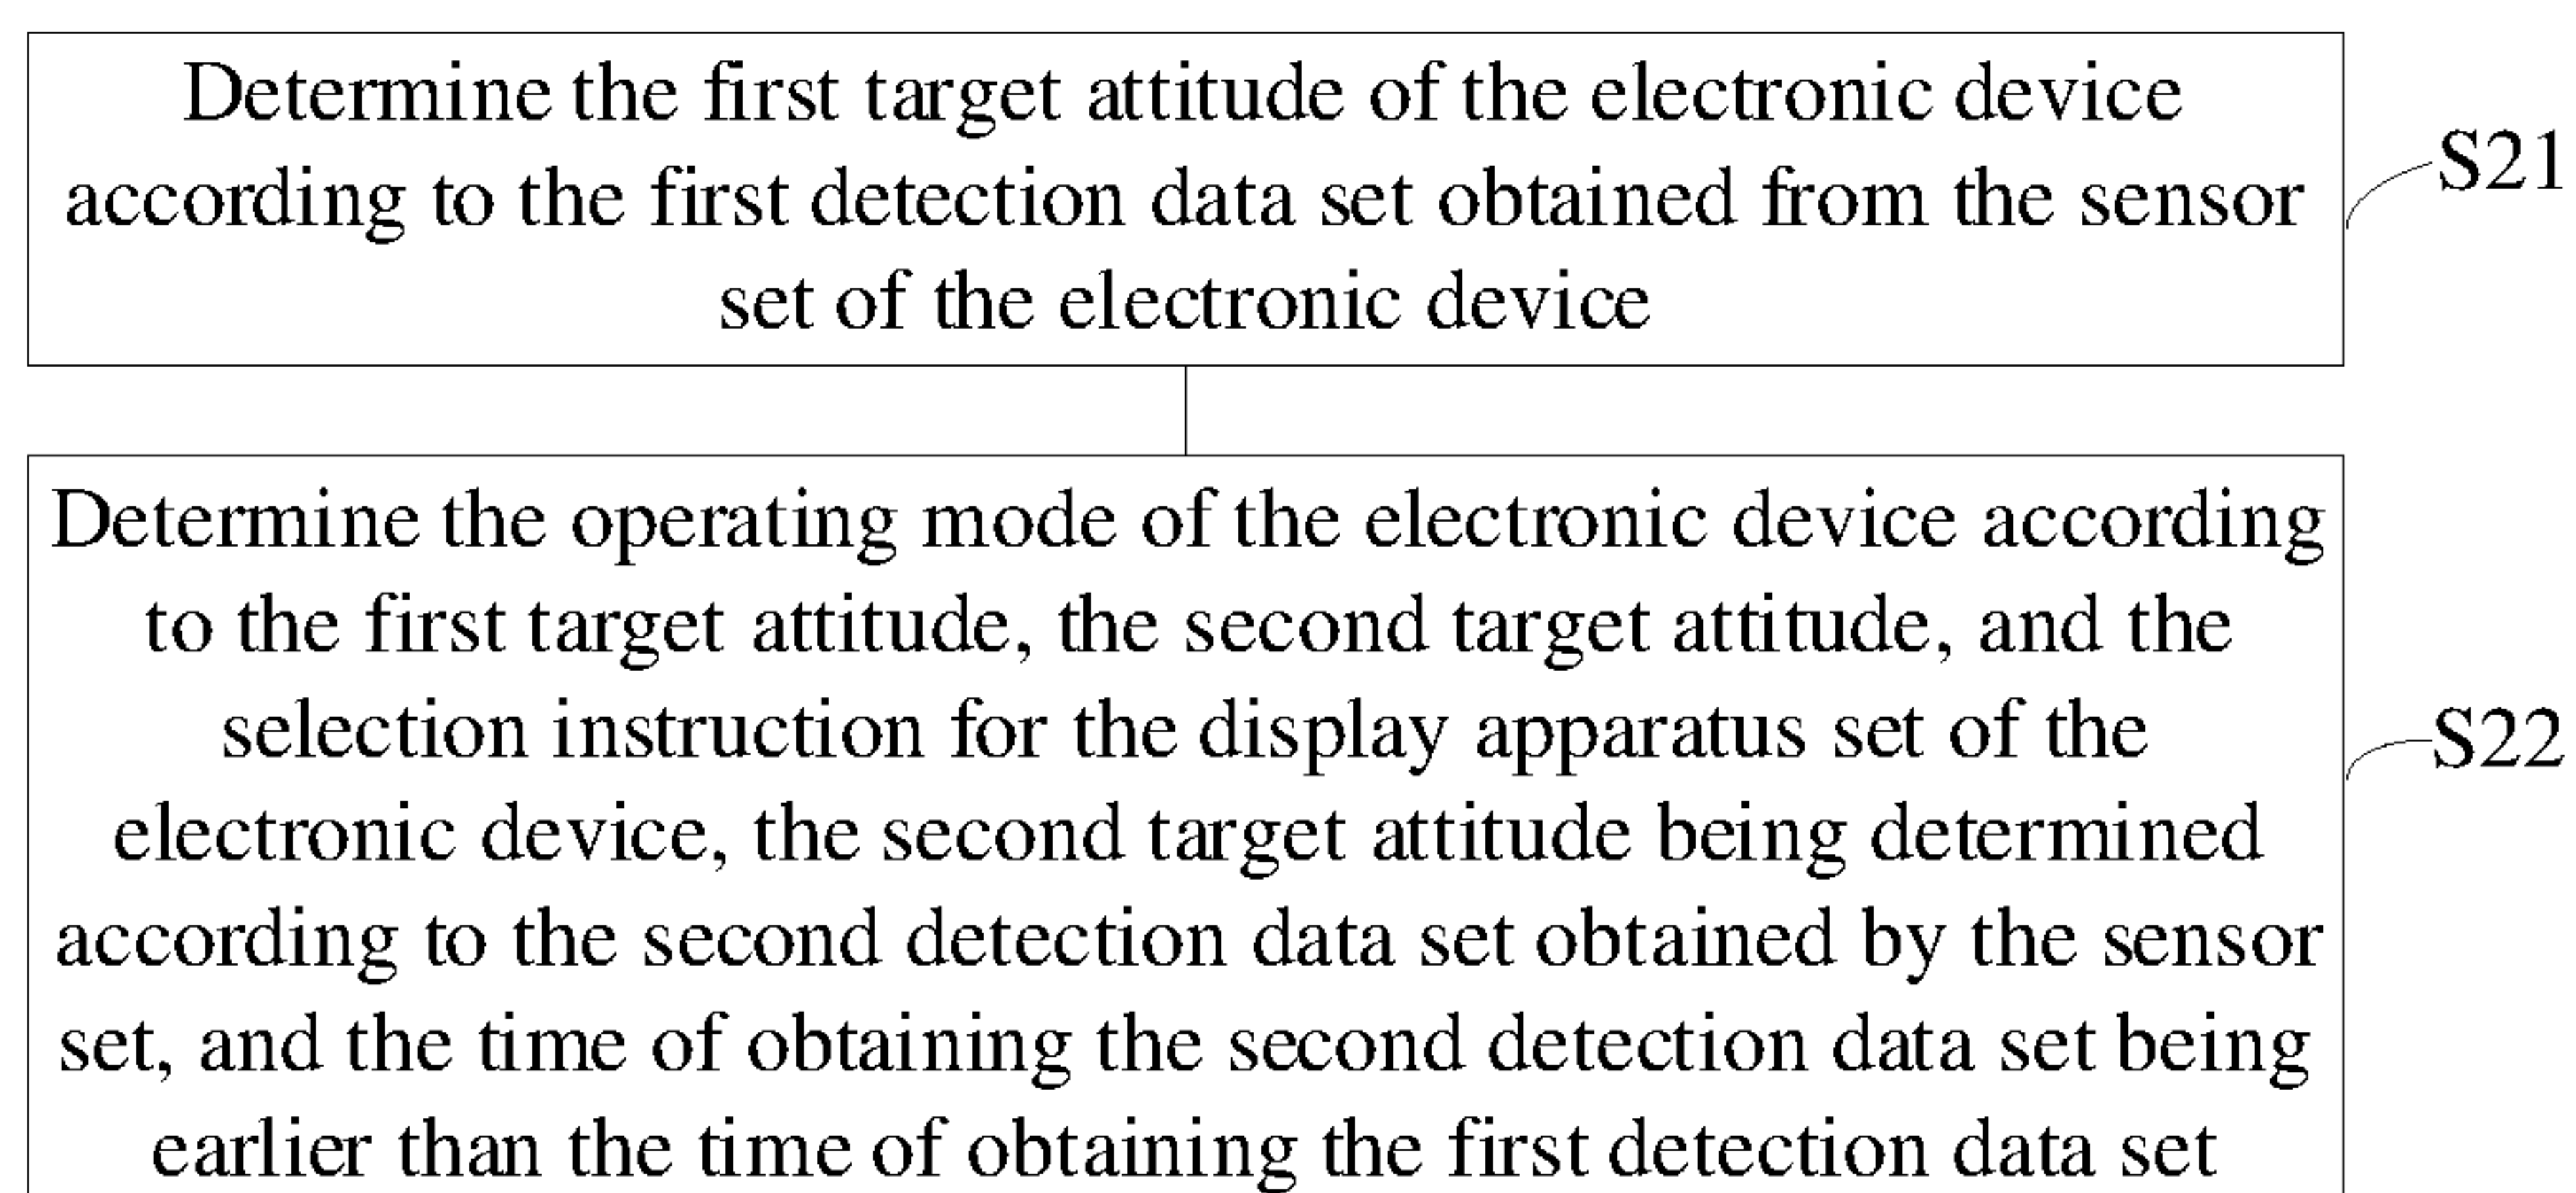 Determine the first target attitude of the electronic device
according to the first detection data set obtained from the sensor
set of the electronic device
S21
Determine the operating mode of the electronic device according
to the first target attitude, the second target attitude, and the
selection instruction for the display apparatus set of the
electronic device, the second target attitude being determined
according to the second detection data set obtained by the sensor
set, and the time of obtaining the second detection data set being
earlier than the time of obtaining the first detection data set
S22